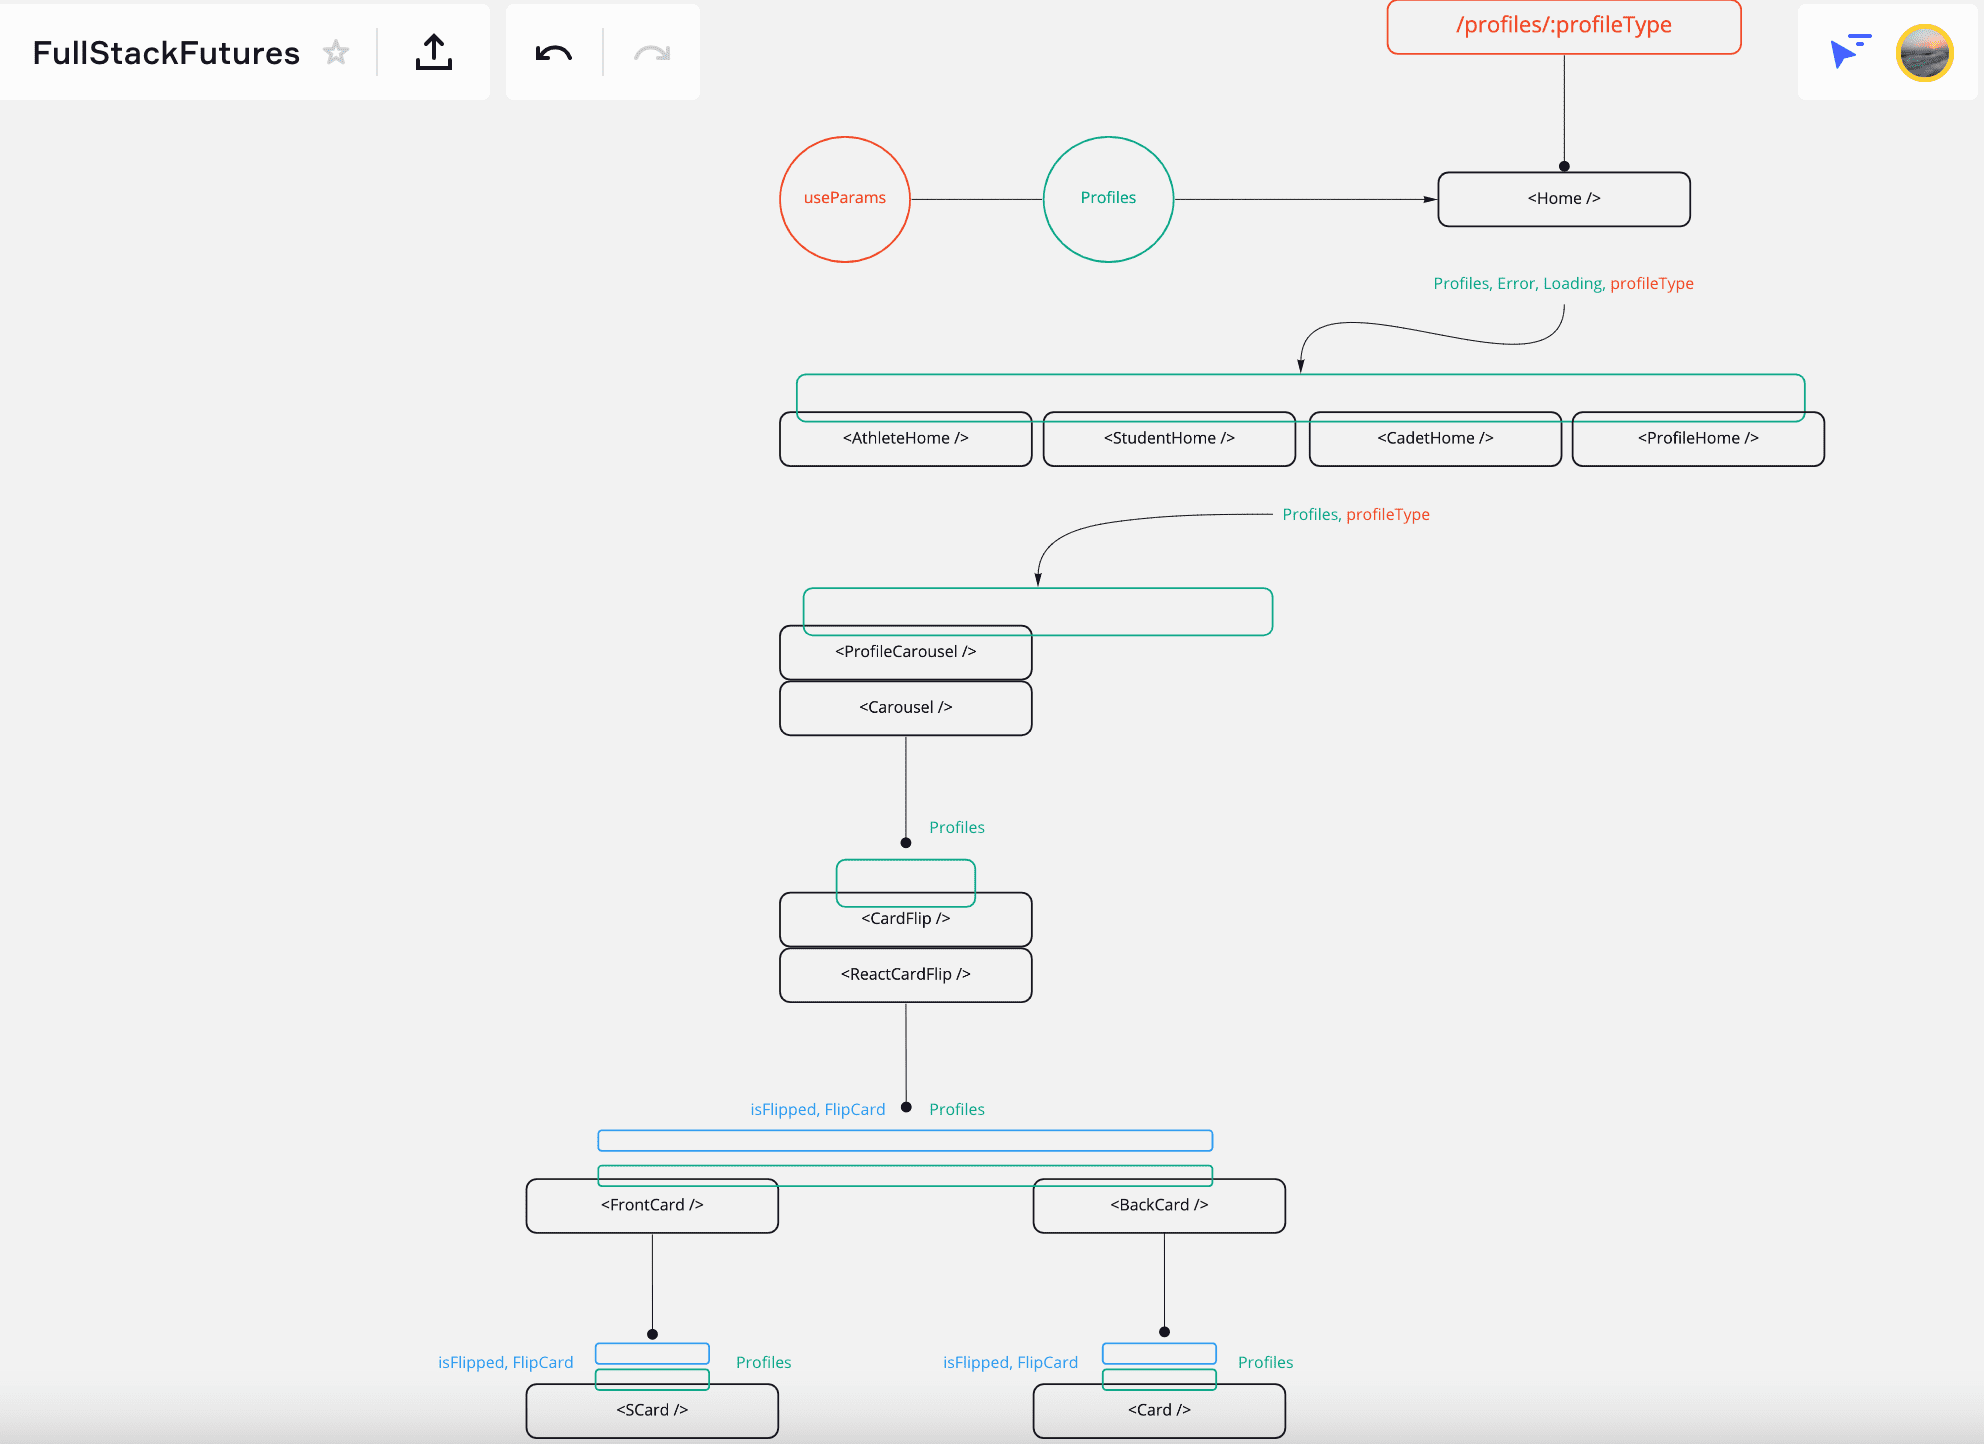 FullStackFutures
/profiles/:profileType
useParams
Profiles
<Home />
Profiles, Error, Loading, profileType
<AthleteHome />
<StudentHome />
<CadetHome />
<ProfileHome />
Profiles, profileType
<ProfileCarousel />
<Carousel />
Profiles
<CardFlip />
<ReactCardFlip />
isFlipped, FlipCard
Profiles
<FrontCard />
<BackCard />
isFlipped, FlipCard
Profiles
isFlipped, FlipCard
Profiles
<SCard />
<Card />